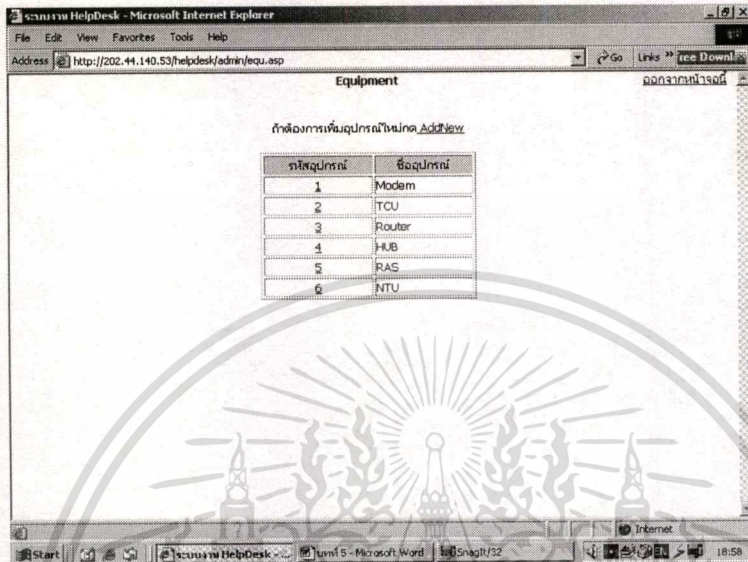 ระบบงาน HelpDesk - Microsoft Internet Explorer
File Edit View Favorites Tools Help
Address http://202.44.140.53/helpdesk/admin/equ.asp Go Links »
Equipment ออกจากหน้าจอนี้
ถ้าต้องการเพิ่มอุปกรณ์ใหม่กด AddNew
รหัสอุปกรณ์ ชื่ออุปกรณ์
1 Modem
2 TCU
3 Router
4 HUB
5 RAS
6 NTU
Internet
Start ระบบงาน HelpDesk - ... บทที่ 5 - Microsoft Word SnagIt/32 18:58